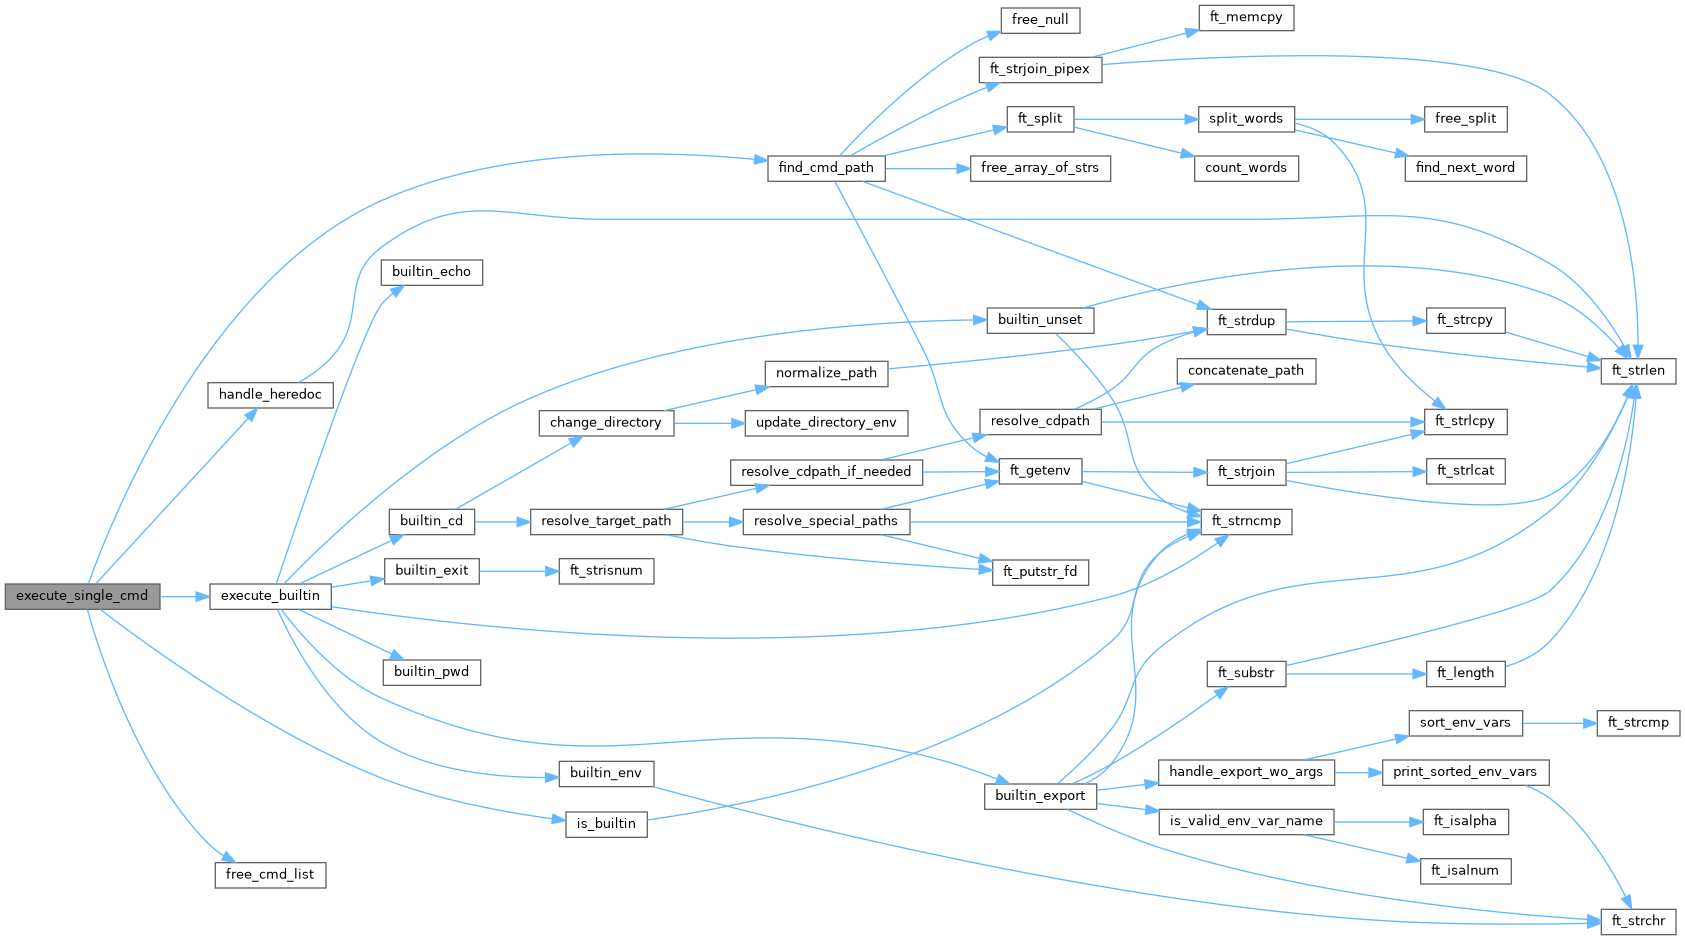 free_null
ft_memcpy
ft_strjoin_pipex
ft_split
split_words
free_split
find_cmd_path
free_array_of_strs
count_words
find_next_word
builtin_echo
builtin_unset
ft_strdup
ft_strcpy
normalize_path
concatenate_path
ft_strlen
handle_heredoc
change_directory
update_directory_env
resolve_cdpath
ft_strlcpy
resolve_cdpath_if_needed
ft_getenv
ft_strjoin
ft_strlcat
builtin_cd
resolve_target_path
resolve_special_paths
ft_strncmp
builtin_exit
ft_strisnum
ft_putstr_fd
execute_single_cmd
execute_builtin
builtin_pwd
ft_substr
ft_length
sort_env_vars
ft_strcmp
builtin_env
handle_export_wo_args
print_sorted_env_vars
builtin_export
is_builtin
is_valid_env_var_name
ft_isalpha
free_cmd_list
ft_isalnum
ft_strchr